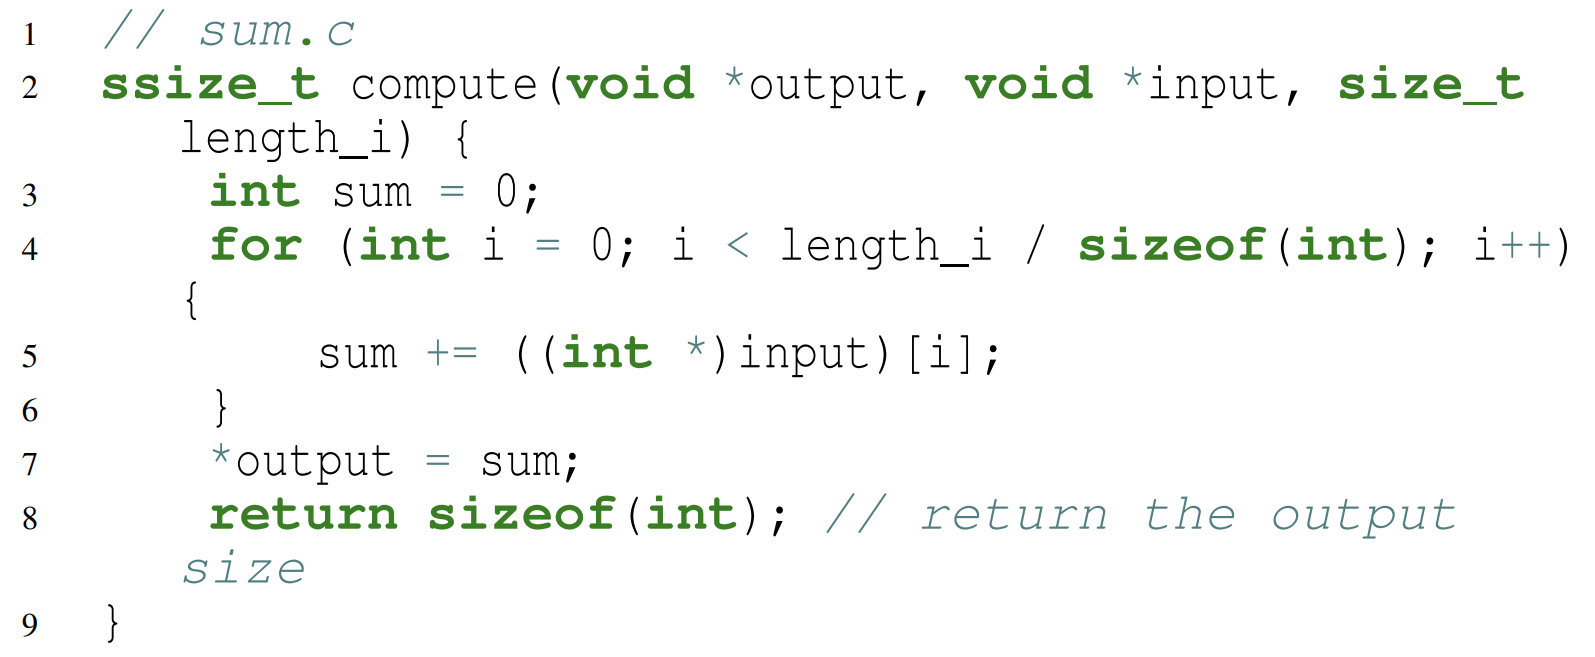 1 // sum.c
2 ssize_t compute(void *output, void *input, size_t
length_i) {
3 int sum = 0;
4 for (int i = 0; i < length_i / sizeof(int); i++)
{
5 sum += ((int *)input)[i];
6 }
7 *output = sum;
8 return sizeof(int); // return the output
size
9 }